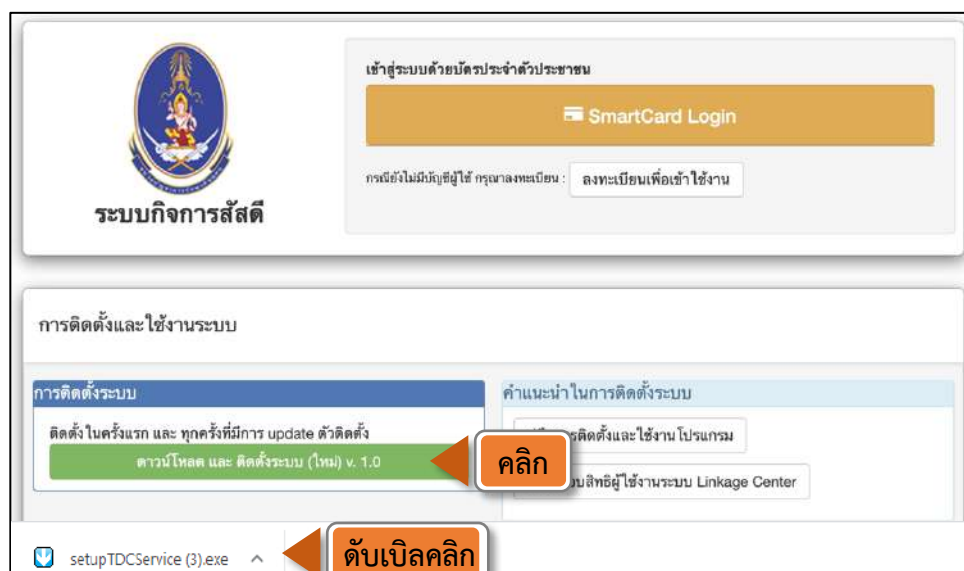 เข้าสู่ระบบด้วยบัตรประจำตัวประชาชน
SmartCard Login
กรณียังไม่มีบัญชีผู้ใช้ กรุณาลงทะเบียน : ลงทะเบียนเพื่อเข้าใช้งาน
ระบบกิจการสัสดี
การติดตั้งและใช้งานระบบ
การติดตั้งระบบ
ติดตั้งในครั้งแรก และ ทุกครั้งที่มีการ update ตัวติดตั้ง
ดาวน์โหลด และ ติดตั้งระบบ (ใหม่) v. 1.0
คลิก
คำแนะนำในการติดตั้งระบบ
การติดตั้งและใช้งานโปรแกรม
สิทธิผู้ใช้งานระบบ Linkage Center
setupTDCService (3).exe
ดับเบิลคลิก